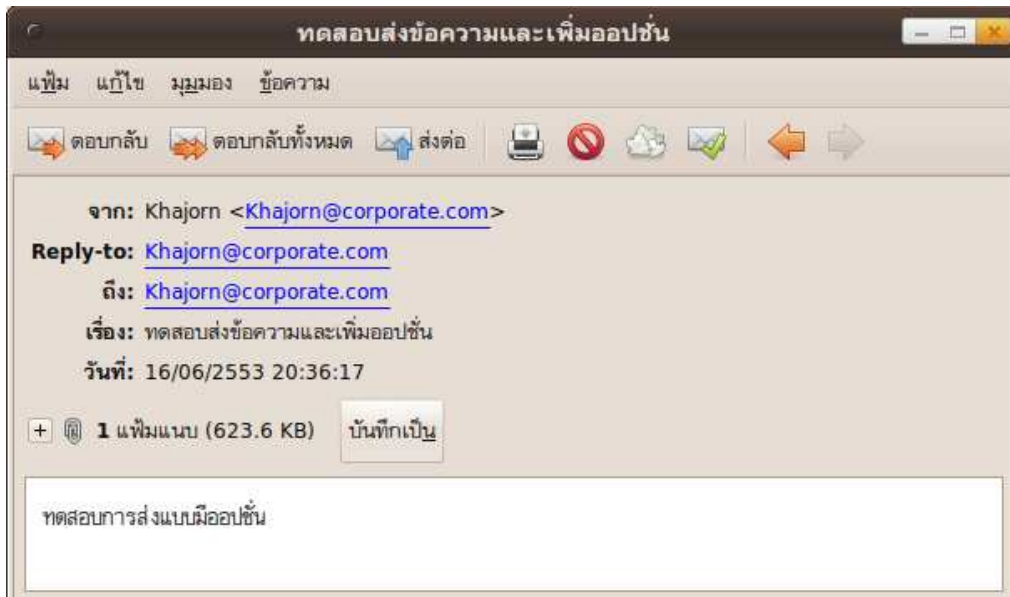 ทดสอบส่งข้อความและเพิ่มออปชั่น
แฟ้ม แก้ไข มุมมอง ข้อความ
ตอบกลับ ตอบกลับทั้งหมด ส่งต่อ
จาก: Khajorn <Khajorn@corporate.com>
Reply-to: Khajorn@corporate.com
ถึง: Khajorn@corporate.com
เรื่อง: ทดสอบส่งข้อความและเพิ่มออปชั่น
วันที่: 16/06/2553 20:36:17
+ 1 แฟ้มแนบ (623.6 KB) บันทึกเป็น
ทดสอบการส่งแบบมีออปชั่น